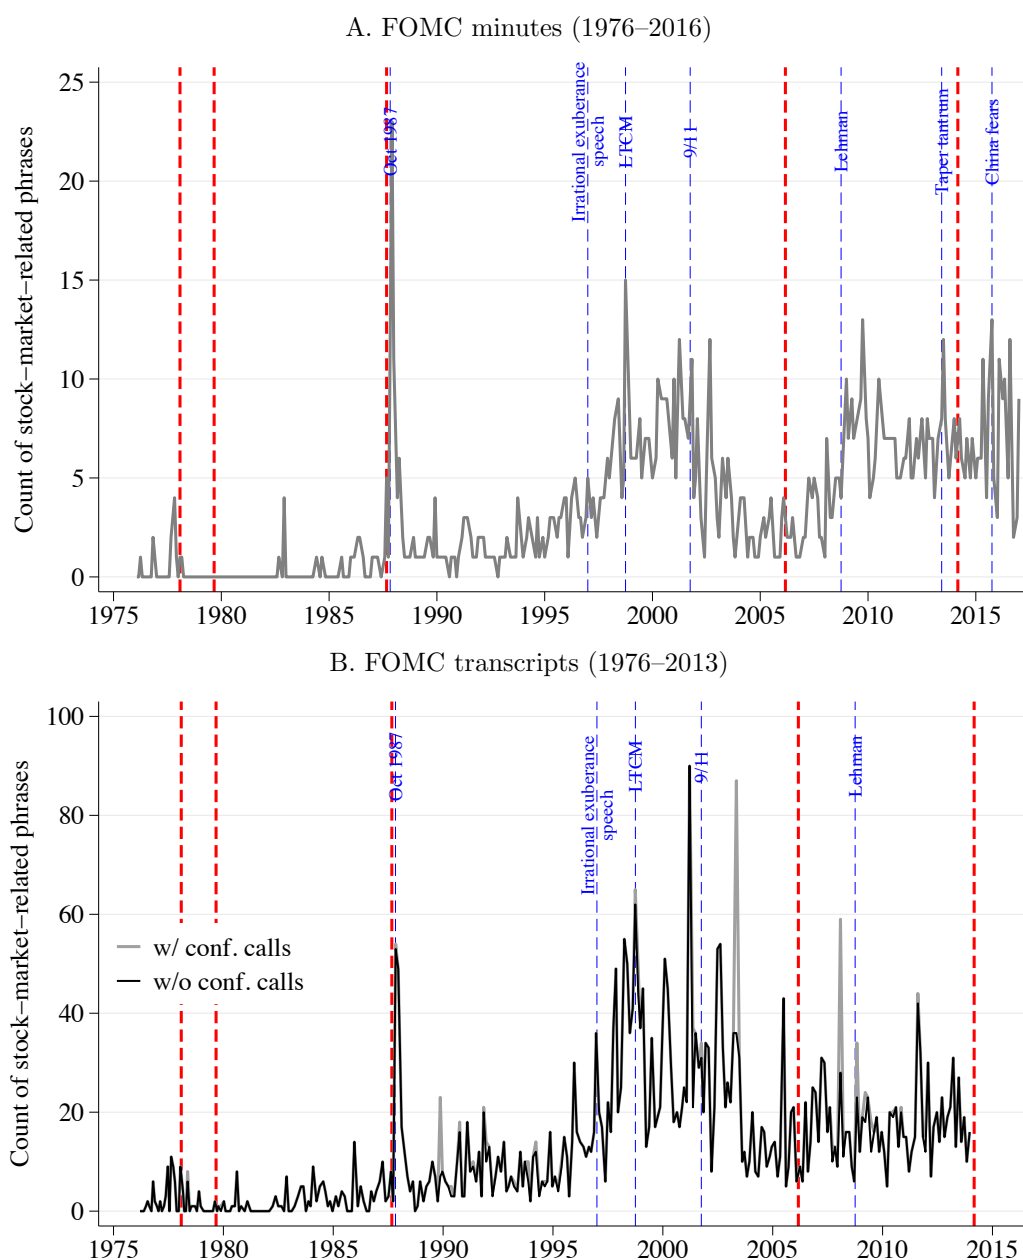 A. FOMC minutes (1976–2016)
Count of stock−market−related phrases
25
20
15
10
5
0
Oct 1987
Irrational exuberance
speech
LTCM
9/11
Lehman
Taper tantrum
China fears
1975 1980 1985 1990 1995 2000 2005 2010 2015
B. FOMC transcripts (1976–2013)
Count of stock−market−related phrases
100
80
60
40
20
0
Oct 1987
Irrational exuberance
speech
LTCM
9/11
Lehman
w/ conf. calls
w/o conf. calls
1975 1980 1985 1990 1995 2000 2005 2010 2015